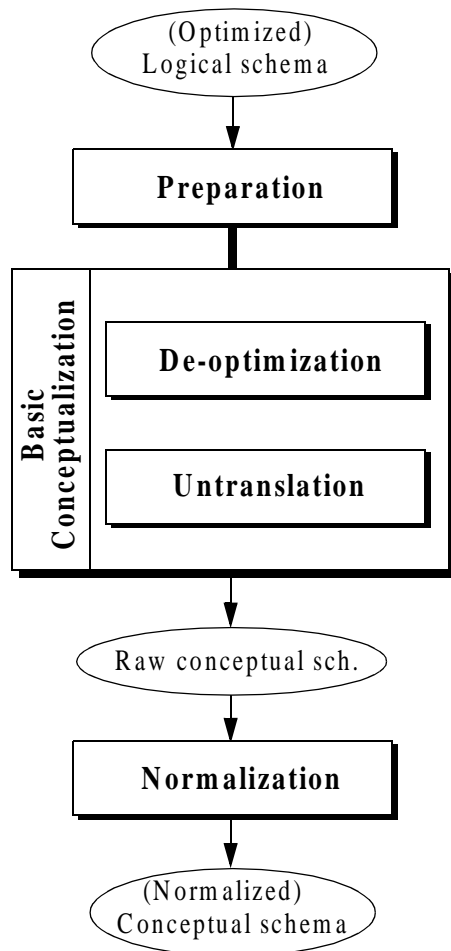 (Optimized)
Logical schema
Preparation
Basic
Conceptualization
De-optimization
Untranslation
Raw conceptual sch.
Normalization
(Normalized)
Conceptual schema